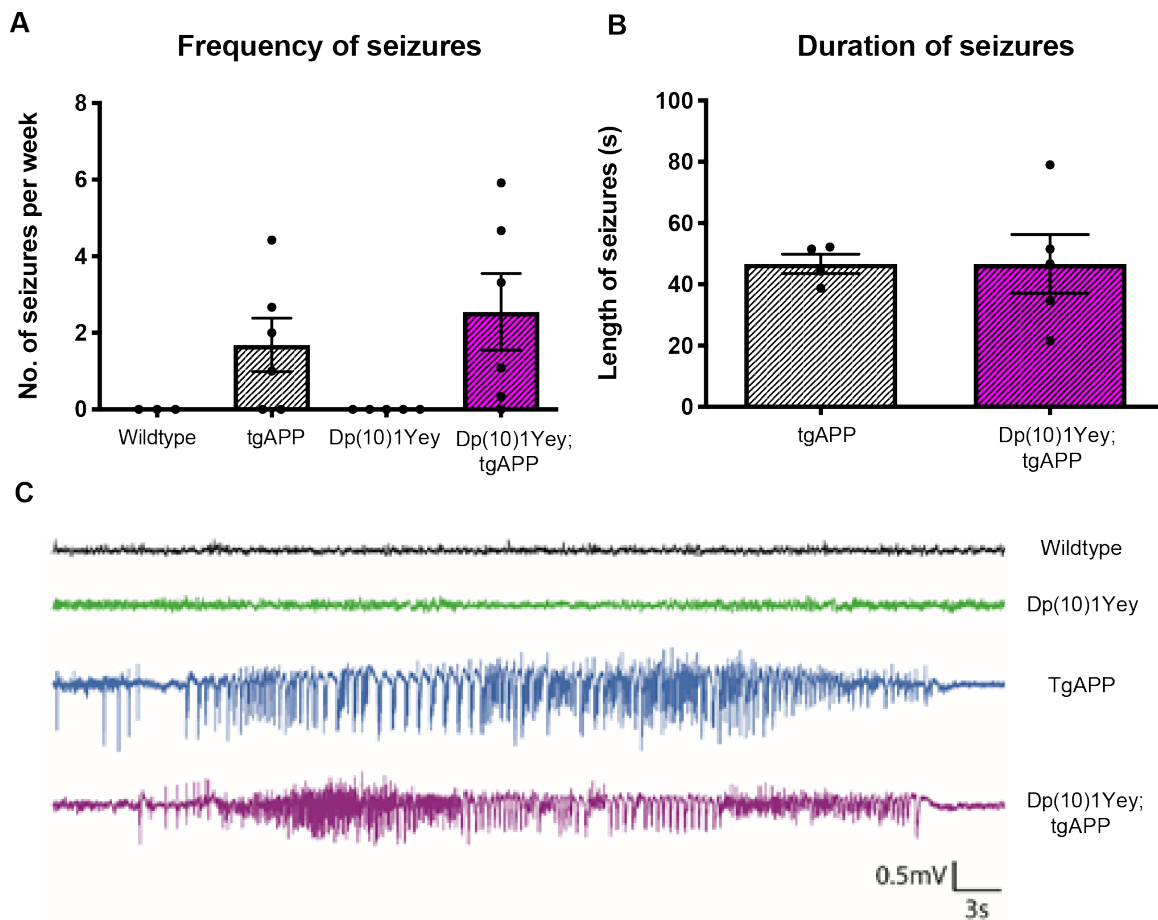 A
Frequency of seizures
No. of seizures per week
8
6
4
2
0
Wildtype
tgAPP
Dp(10)1Yey
Dp(10)1Yey;
tgAPP
B
Duration of seizures
Length of seizures (s)
100
80
60
40
20
0
tgAPP
Dp(10)1Yey;
tgAPP
C
Wildtype
Dp(10)1Yey
TgAPP
Dp(10)1Yey;
tgAPP
0.5mV
3s